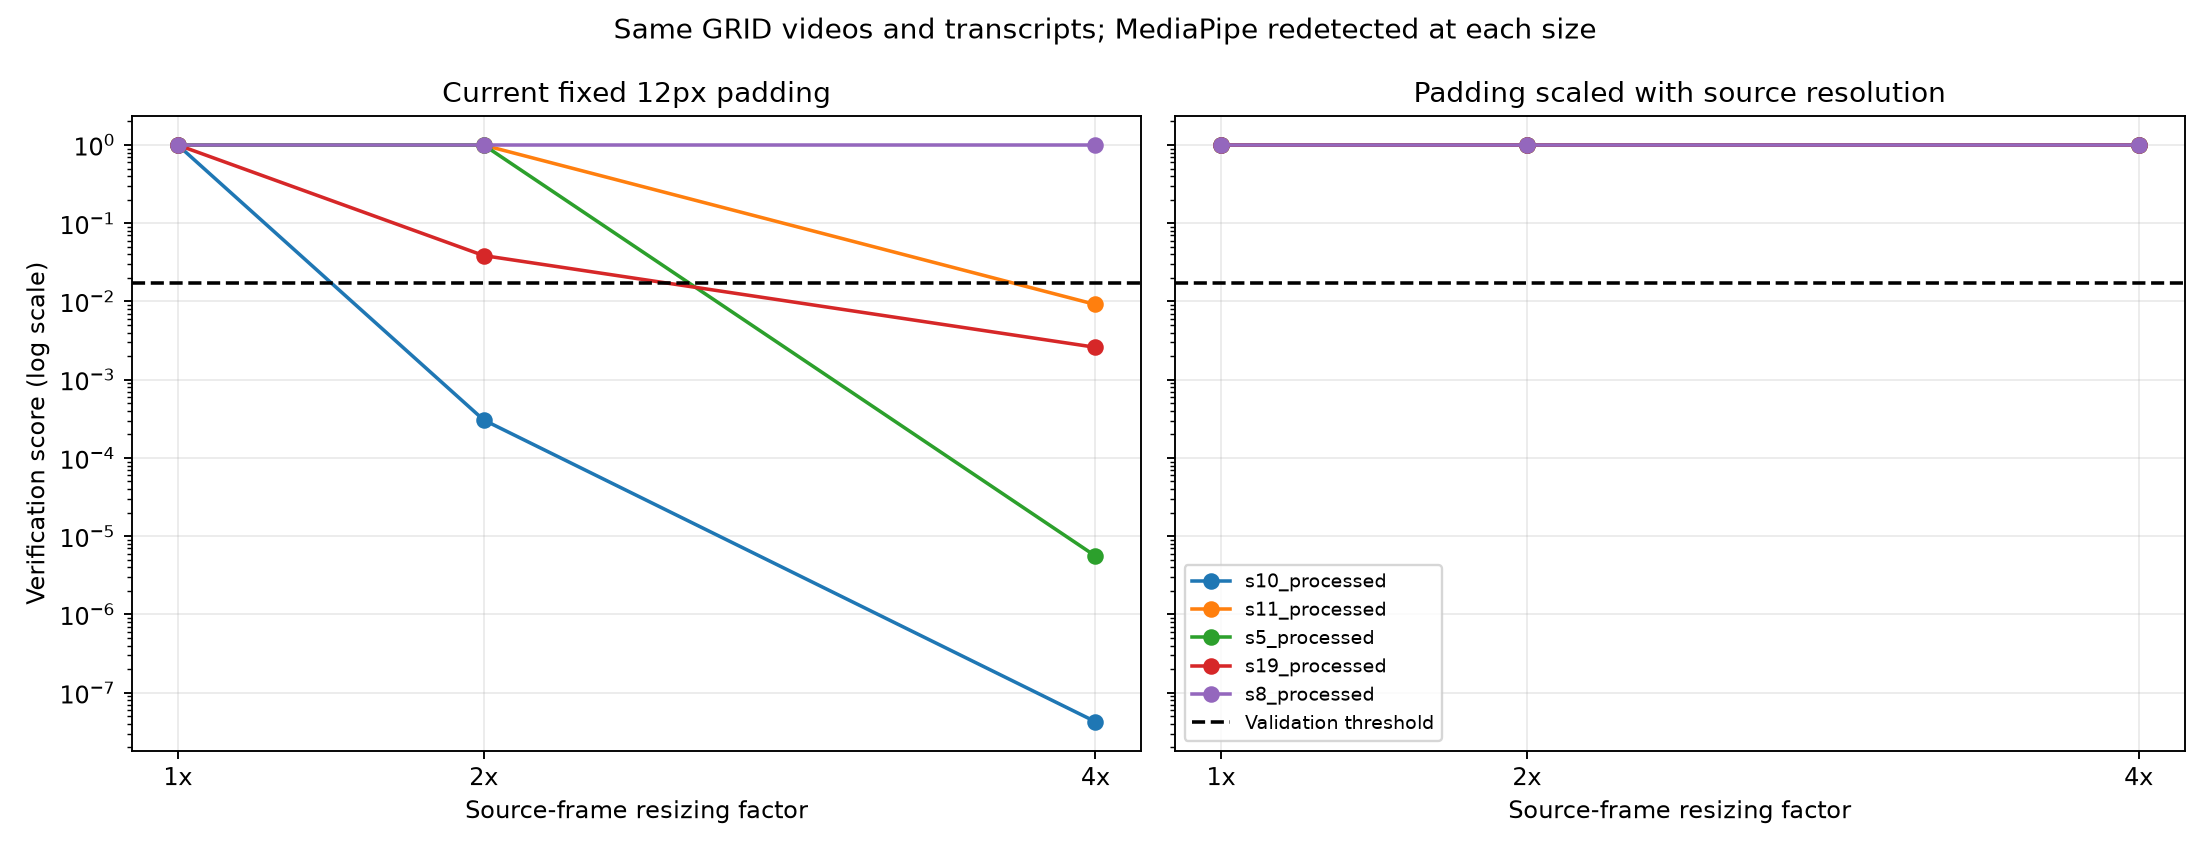 Same GRID videos and transcripts; MediaPipe redetected at each size
Current fixed 12px padding
Verification score (log scale)
10⁰
10⁻¹
10⁻²
10⁻³
10⁻⁴
10⁻⁵
10⁻⁶
10⁻⁷
1x 2x 4x
Source-frame resizing factor
Padding scaled with source resolution
s10_processed
s11_processed
s5_processed
s19_processed
s8_processed
Validation threshold
1x 2x 4x
Source-frame resizing factor